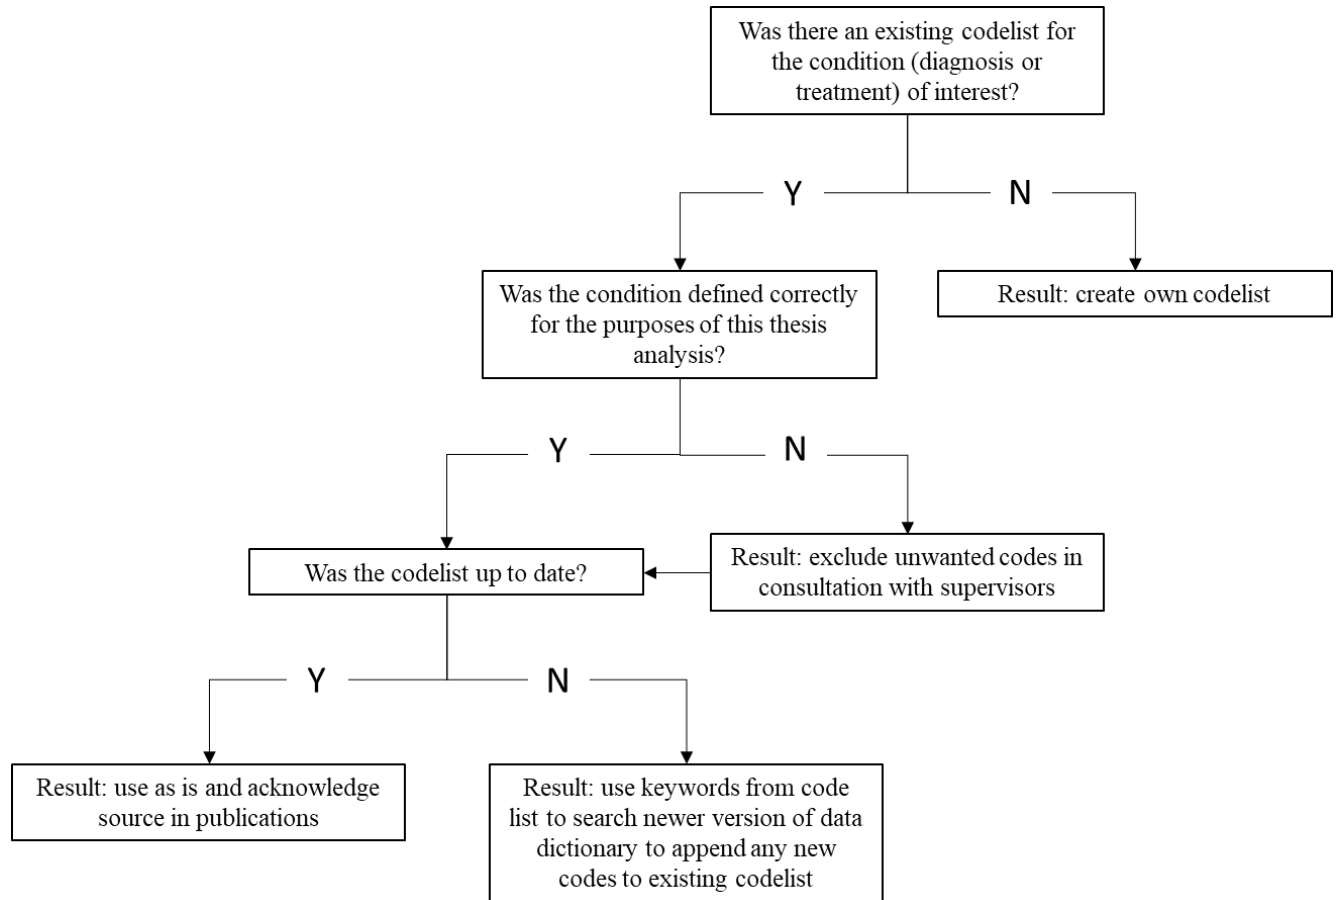 Was there an existing codelist for
the condition (diagnosis or
treatment) of interest?
Y
N
Was the condition defined correctly
for the purposes of this thesis
analysis?
Result: create own codelist
Y
N
Was the codelist up to date?
Result: exclude unwanted codes in
consultation with supervisors
Y
N
Result: use as is and acknowledge
source in publications
Result: use keywords from code
list to search newer version of data
dictionary to append any new
codes to existing codelist